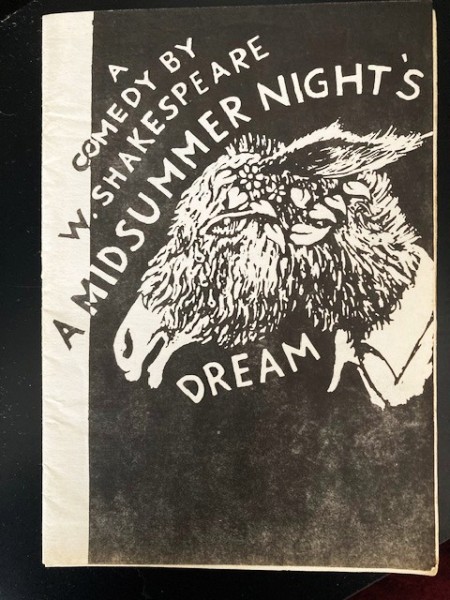 A
COMEDY BY
W. SHAKESPEARE
A MIDSUMMER NIGHT'S
DREAM